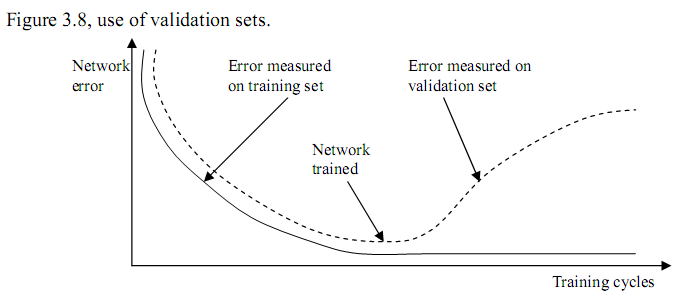 Figure 3.8, use of validation sets.
Network
error
Error measured
on training set
Error measured on
validation set
Network
trained
Training cycles